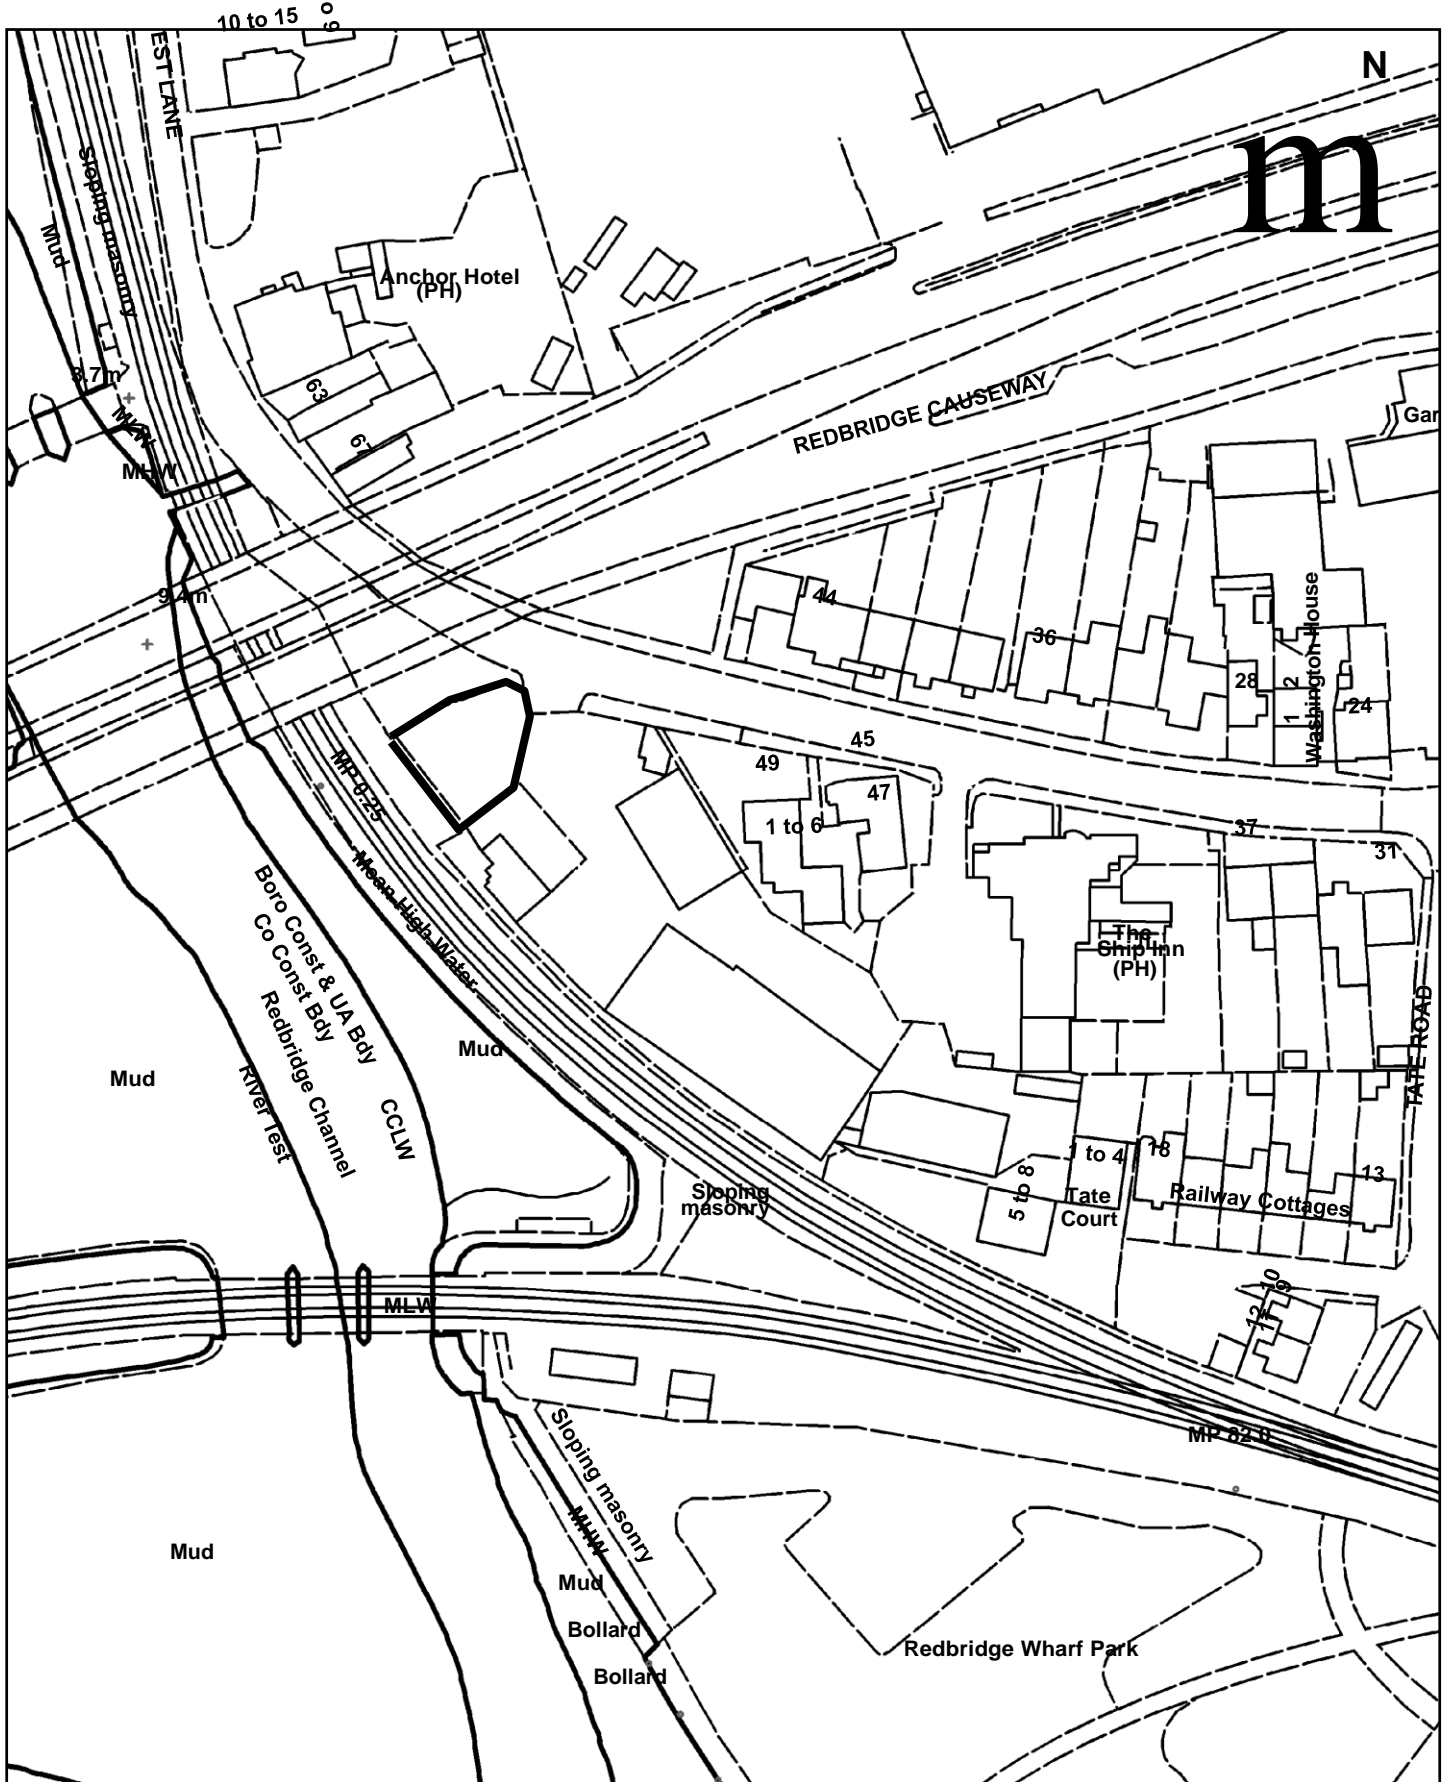 10 to 15
o 9
EST LANE
N
m
Sloping masonry
Mud
Anchor Hotel
(PH)
3.7m
63
REDBRIDGE CAUSEWAY
Gar
MLW
67
MHW
9.4m
44
36
Washington House
28
2
1
24
45
49
47
MP 0.25
1 to 6
37
31
Mean High Water
Boro Const & UA Bdy
Co Const Bdy
The
Ship Inn
(PH)
Redbridge Channel
Mud
Mud
River Test
CCLW
TATE ROAD
1 to 4
18
13
5 to 8
Sloping
masonry
Tate
Court
Railway Cottages
10
9
12
11
MLW
MP 82.0
Sloping masonry
MHW
Mud
Mud
Bollard
Redbridge Wharf Park
Bollard